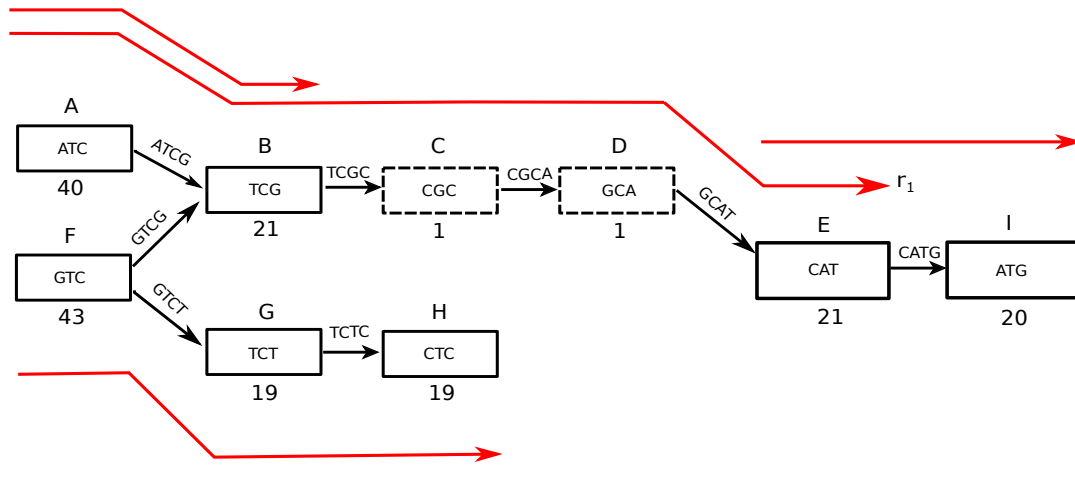 A
ATC
40
ATCG
B
TCG
21
TCGC
C
CGC
1
CGCA
D
GCA
1
GCAT
r1
E
CAT
21
CATG
I
ATG
20
F
GTC
43
GTCG
GTCT
G
TCT
19
TCTC
H
CTC
19